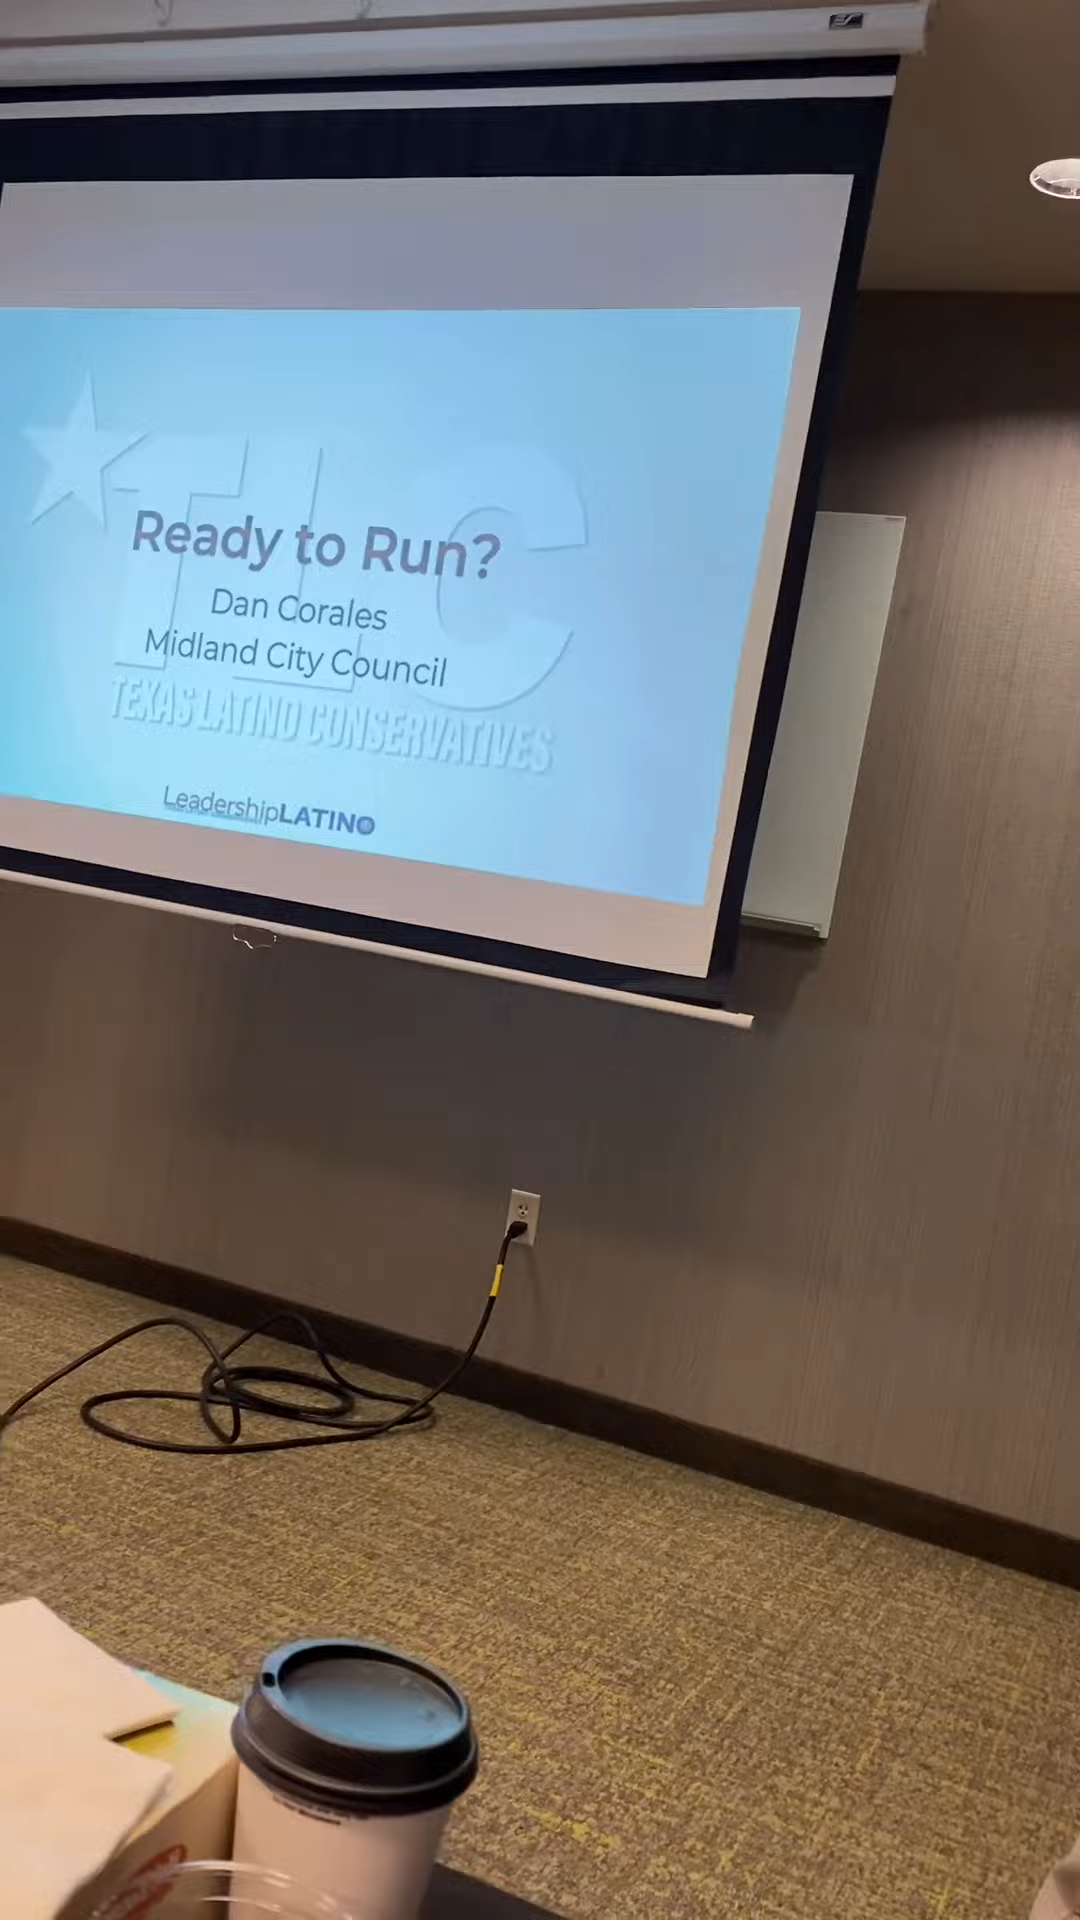 TLC
Ready to Run?
Dan Corales
Midland City Council
TEXAS LATINO CONSERVATIVES
LeadershipLATINO